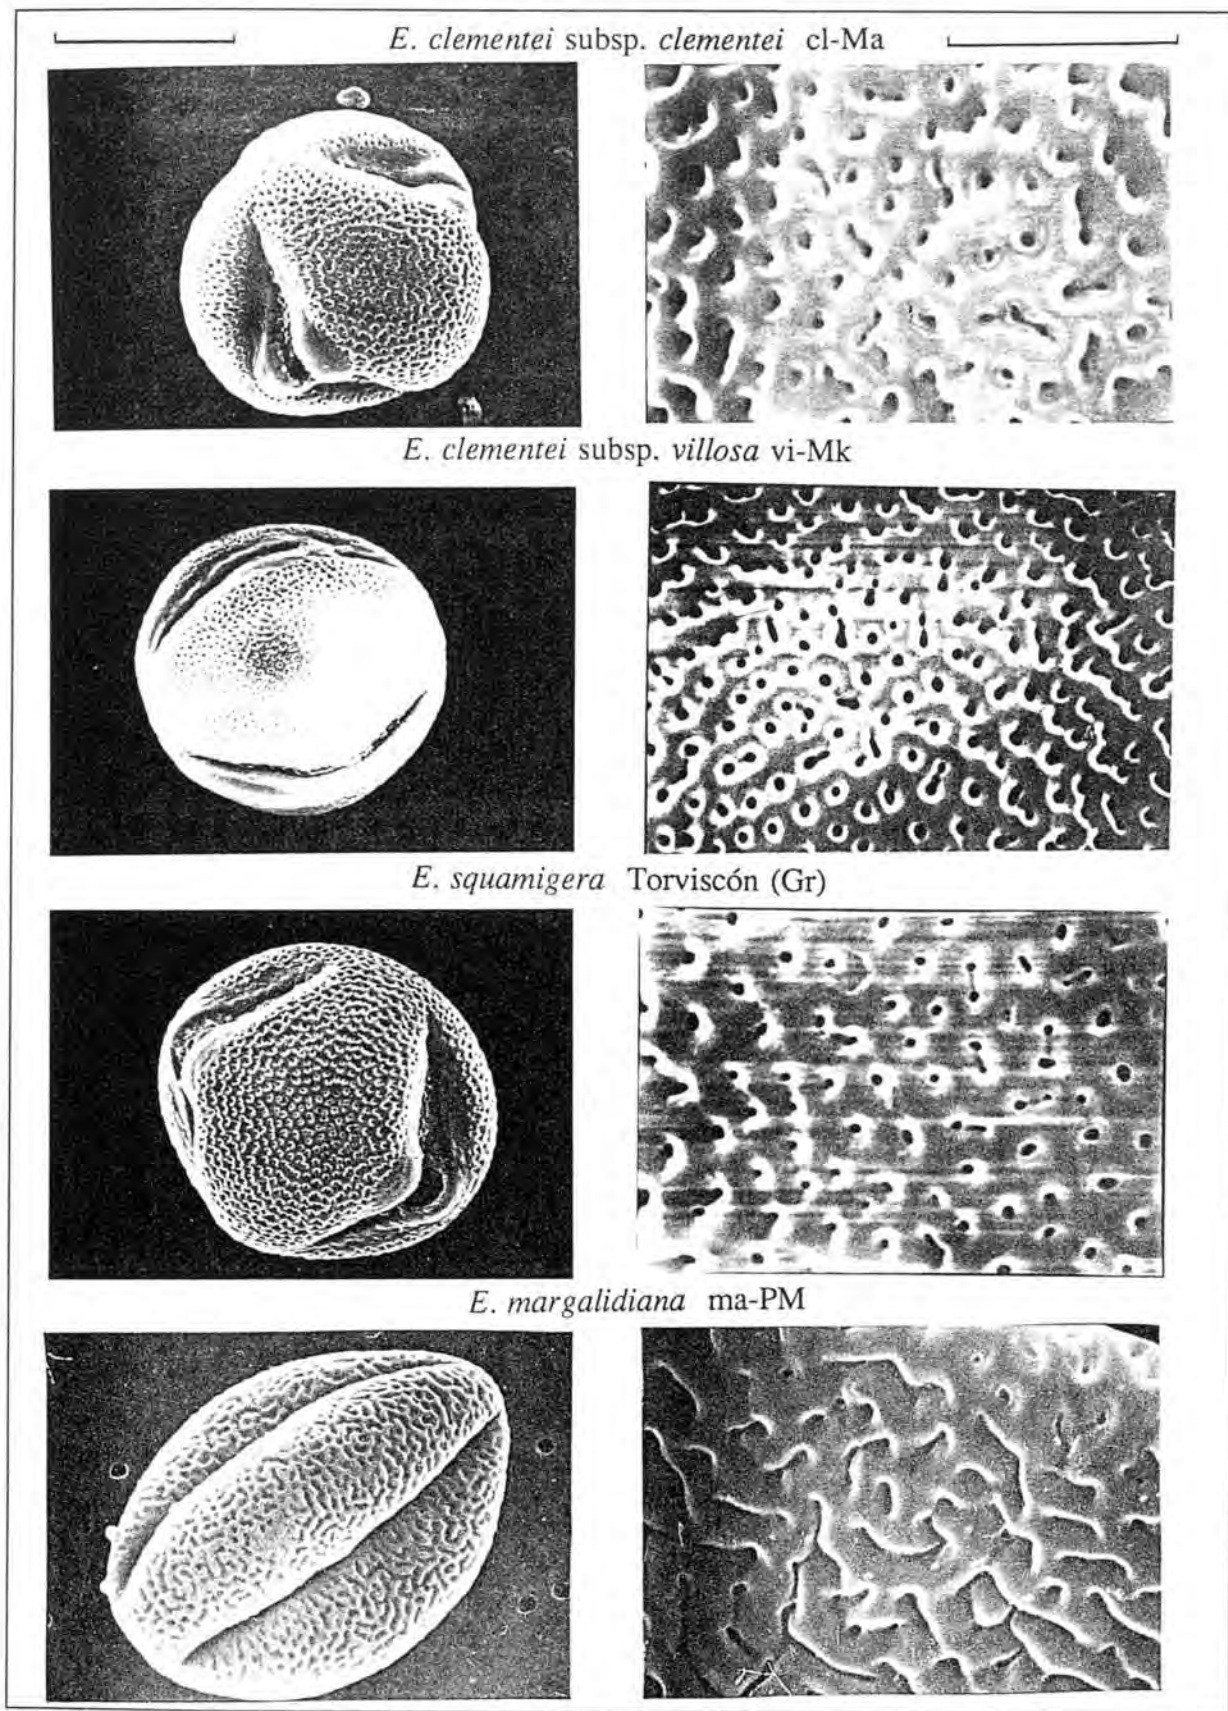 E. clementei subsp. clementei cl-Ma
E. clementei subsp. villosa vi-Mk
E. squamigera Torviscón (Gr)
E. margalidiana ma-PM